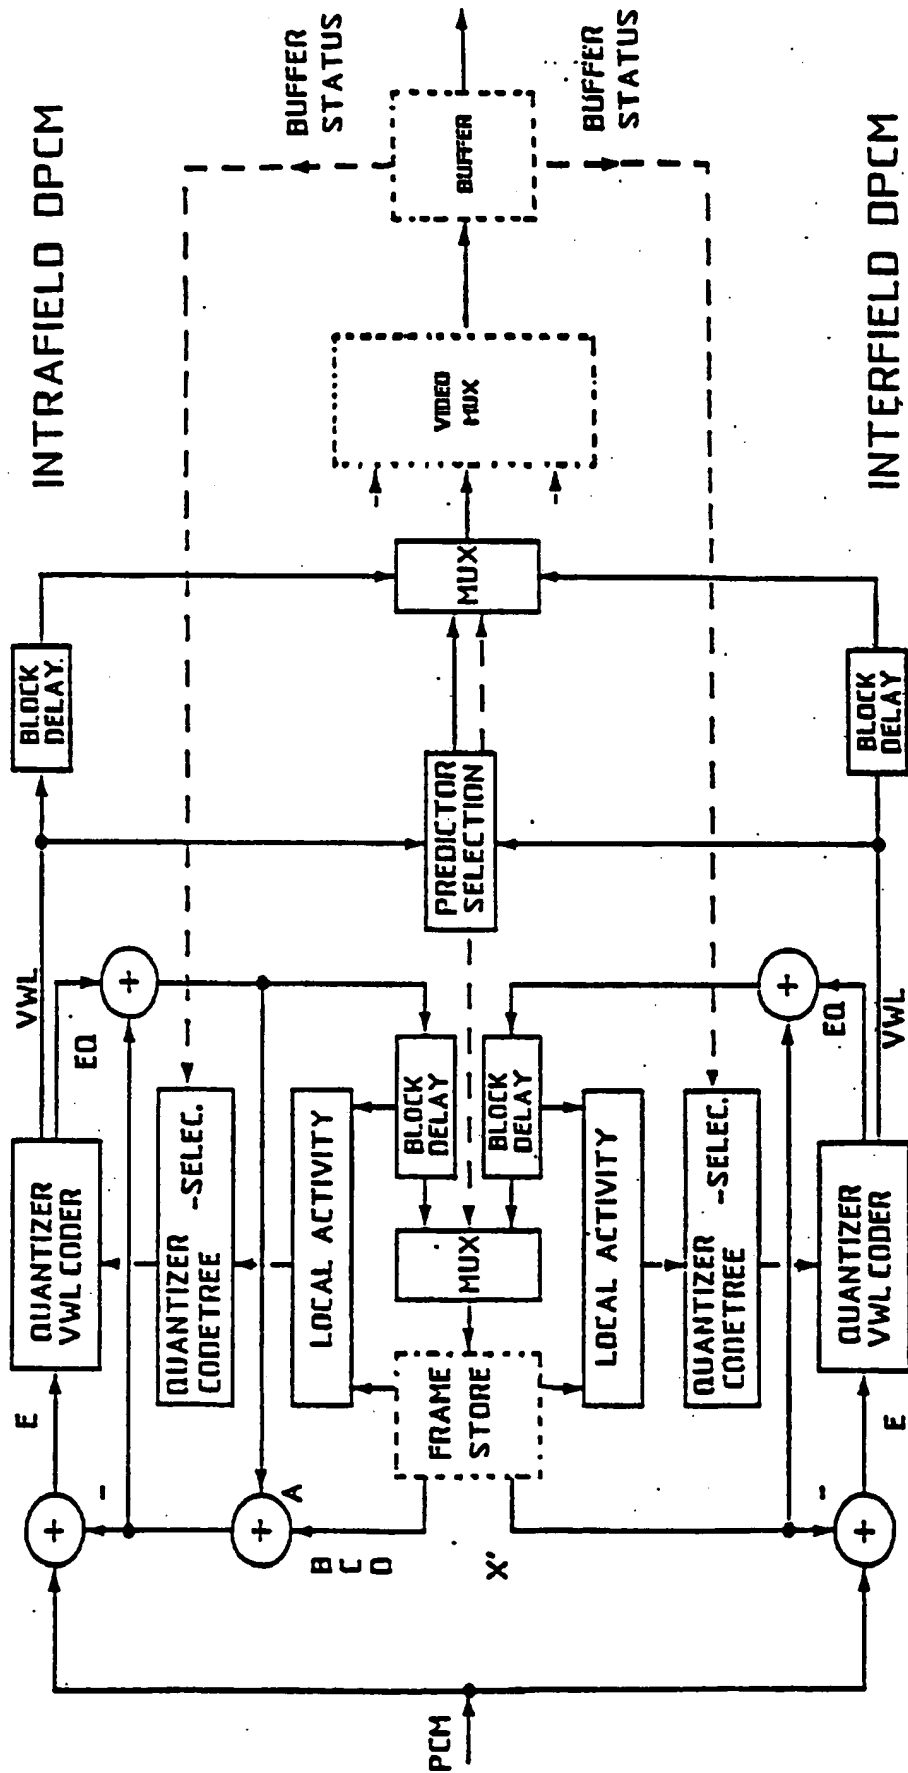 INTRAFIELD DPCM
BUFFER
STATUS
BLOCK
DELAY
VWL
EQ
QUANTIZER
VWL CODER
E
-
+
+
QUANTIZER -SELEC.
CODETREE
LOCAL ACTIVITY
+
A
B
C
D
BLOCK
DELAY
PCM
FRAME
STORE
MUX
PREDICTOR
SELECTION
MUX
VIDEO
MUX
BUFFER
X'
BLOCK
DELAY
LOCAL ACTIVITY
QUANTIZER -SELEC.
CODETREE
+
EQ
-
+
E
QUANTIZER
VWL CODER
VWL
BLOCK
DELAY
BUFFER
STATUS
INTERFIELD DPCM